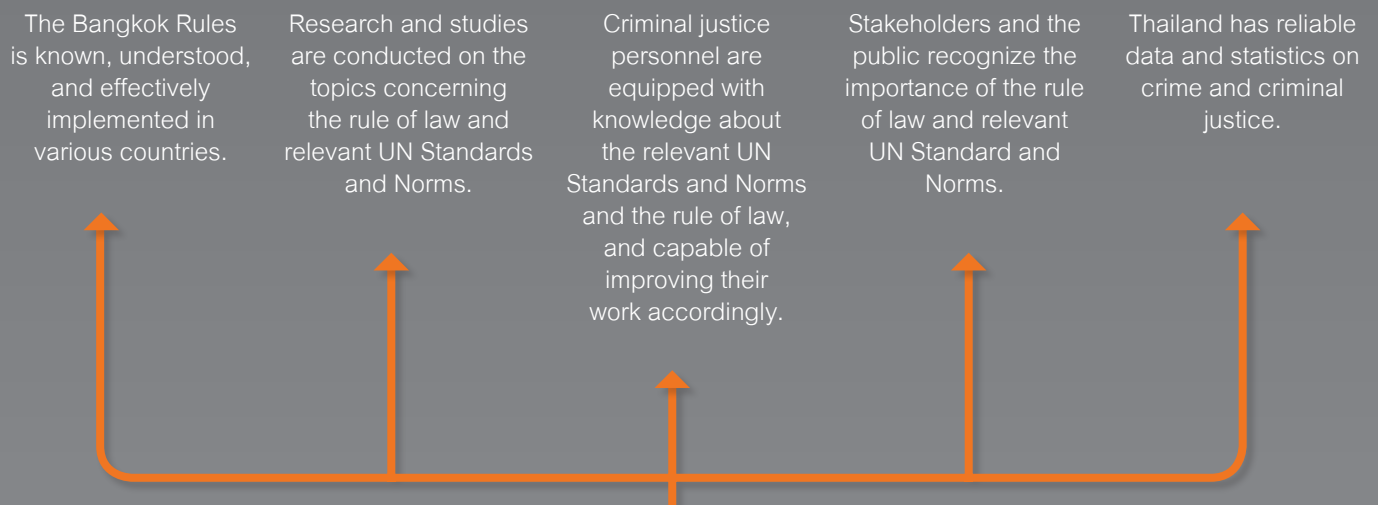 The Bangkok Rules
is known, understood,
and effectively
implemented in
various countries.
Research and studies
are conducted on the
topics concerning
the rule of law and
relevant UN Standards
and Norms.
Criminal justice
personnel are
equipped with
knowledge about
the relevant UN
Standards and Norms
and the rule of law,
and capable of
improving their
work accordingly.
Stakeholders and the
public recognize the
importance of the rule
of law and relevant
UN Standard and
Norms.
Thailand has reliable
data and statistics on
crime and criminal
justice.